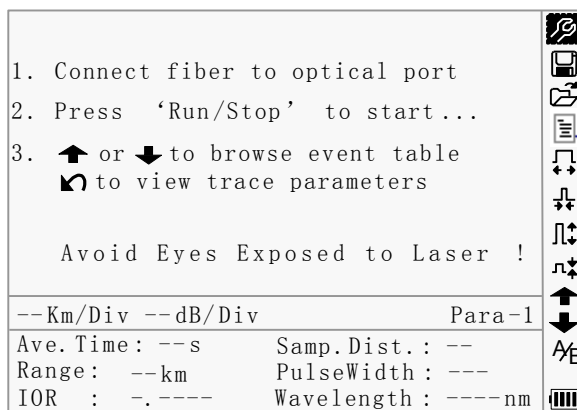 1. Connect fiber to optical port
2. Press ‘Run/Stop’ to start...
3. ↑ or ↓ to browse event table
to view trace parameters
Avoid Eyes Exposed to Laser !
--Km/Div --dB/Div Para-1
Ave.Time: --s Samp.Dist.: --
Range: --km PulseWidth: ---
IOR : -.---- Wavelength: ----nm
A/B